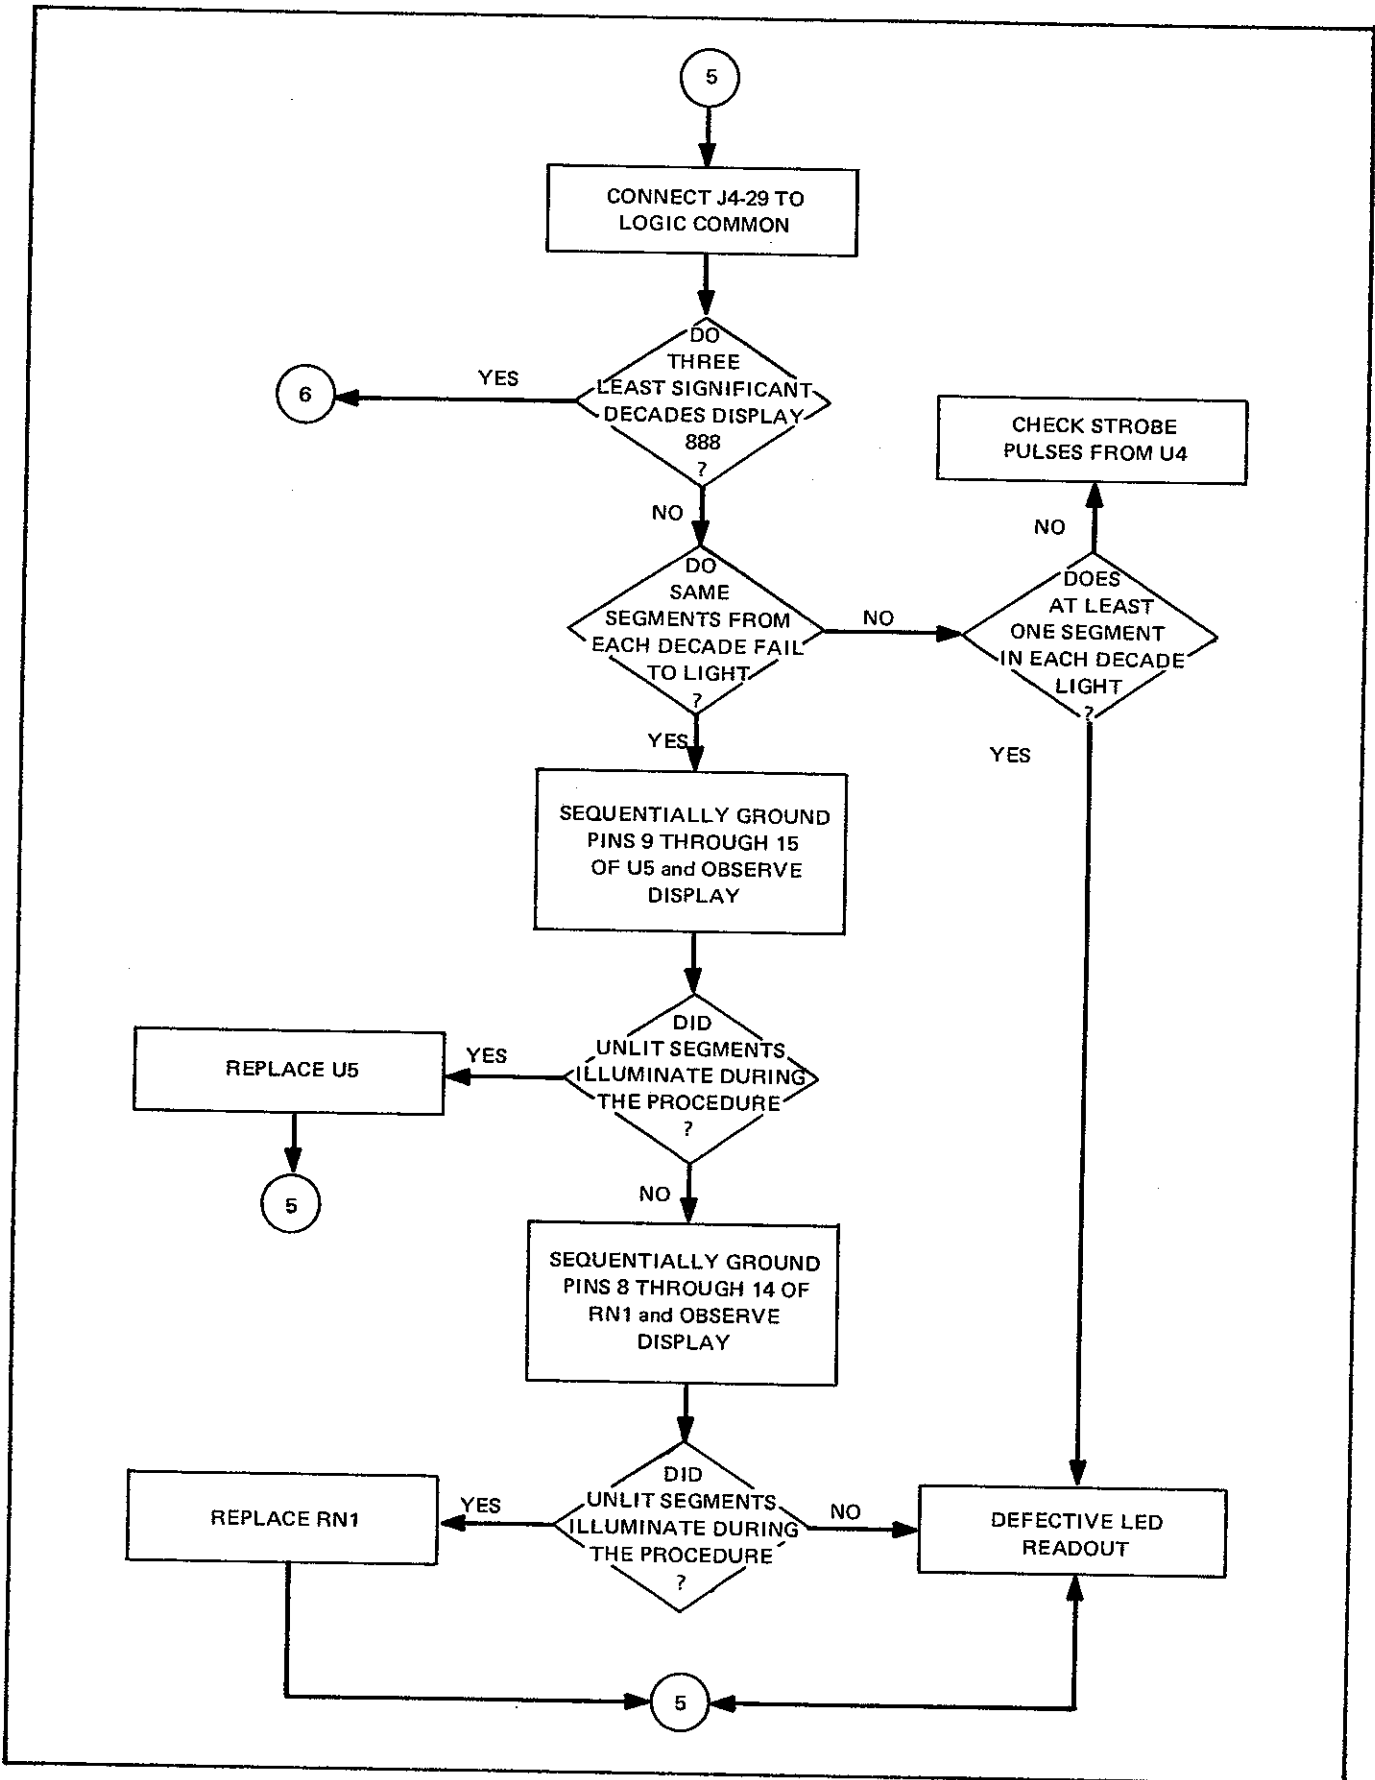 5
CONNECT J4-29 TO
LOGIC COMMON
DO
THREE
LEAST SIGNIFICANT
DECADES DISPLAY
888
?
YES
6
NO
DO
SAME
SEGMENTS FROM
EACH DECADE FAIL
TO LIGHT
?
NO
DOES
AT LEAST
ONE SEGMENT
IN EACH DECADE
LIGHT
?
NO
CHECK STROBE
PULSES FROM U4
YES
YES
SEQUENTIALLY GROUND
PINS 9 THROUGH 15
OF U5 and OBSERVE
DISPLAY
DID
UNLIT SEGMENTS
ILLUMINATE DURING
THE PROCEDURE
?
YES
REPLACE U5
5
NO
SEQUENTIALLY GROUND
PINS 8 THROUGH 14 OF
RN1 and OBSERVE
DISPLAY
DID
UNLIT SEGMENTS
ILLUMINATE DURING
THE PROCEDURE
?
YES
REPLACE RN1
NO
DEFECTIVE LED
READOUT
5